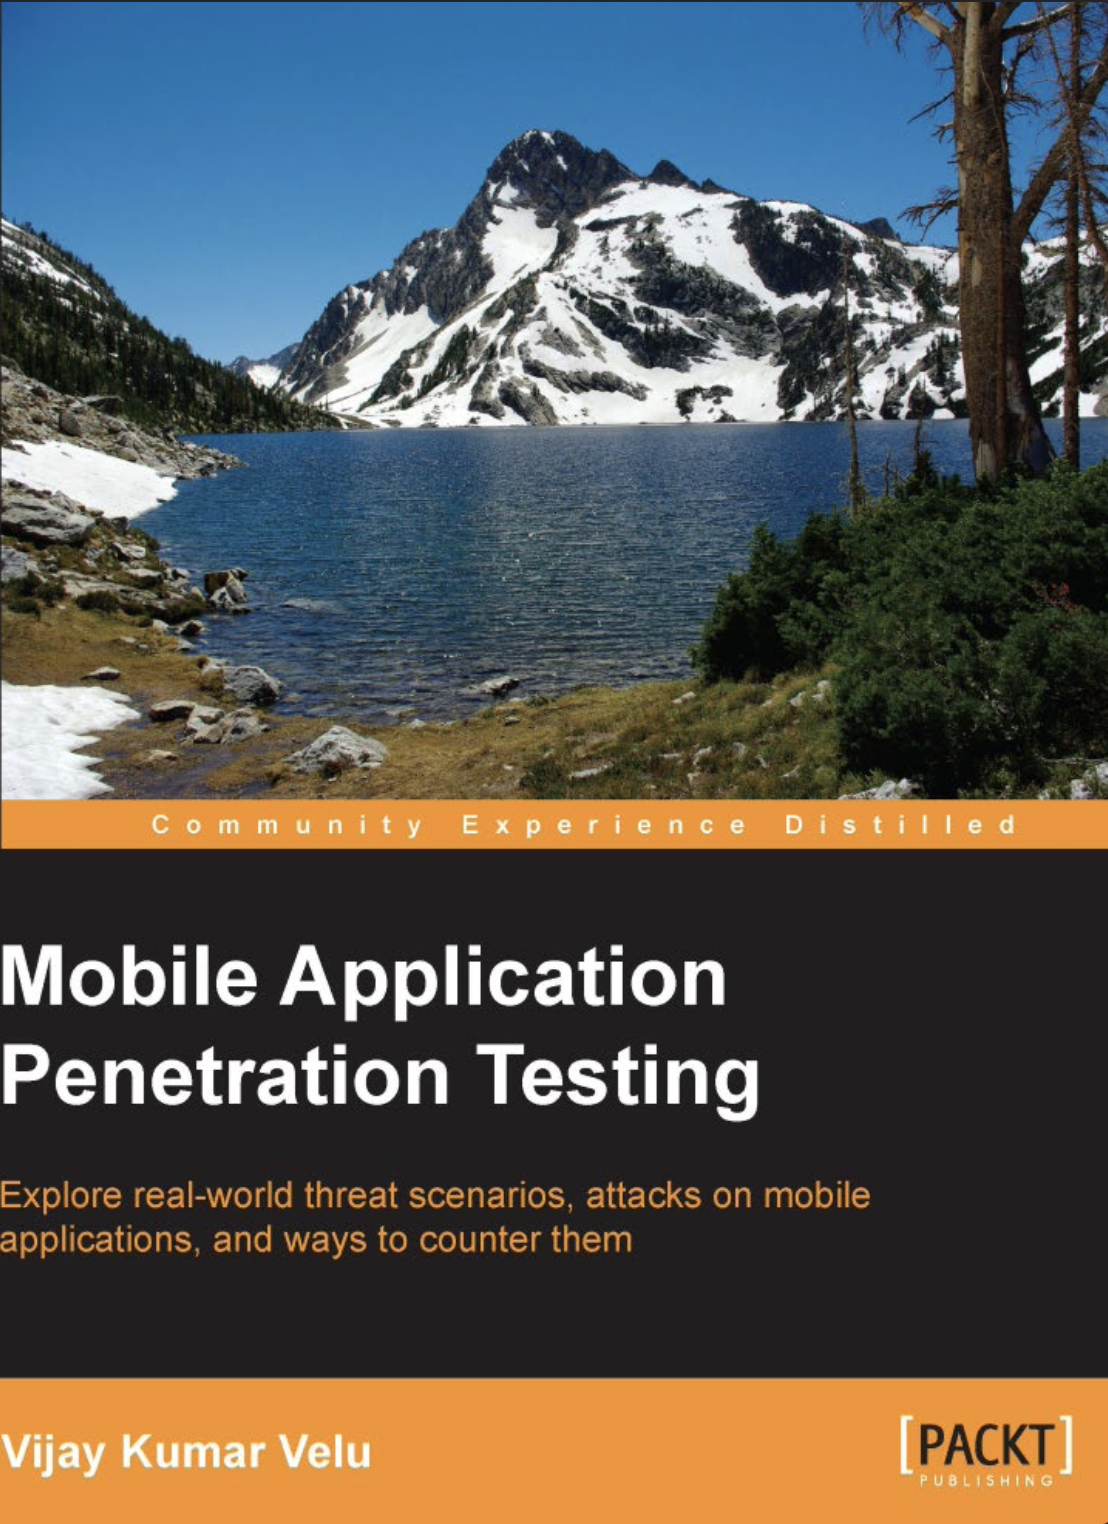 Community Experience Distilled
Mobile Application
Penetration Testing
Explore real-world threat scenarios, attacks on mobile
applications, and ways to counter them
Vijay Kumar Velu
[PACKT]
PUBLISHING